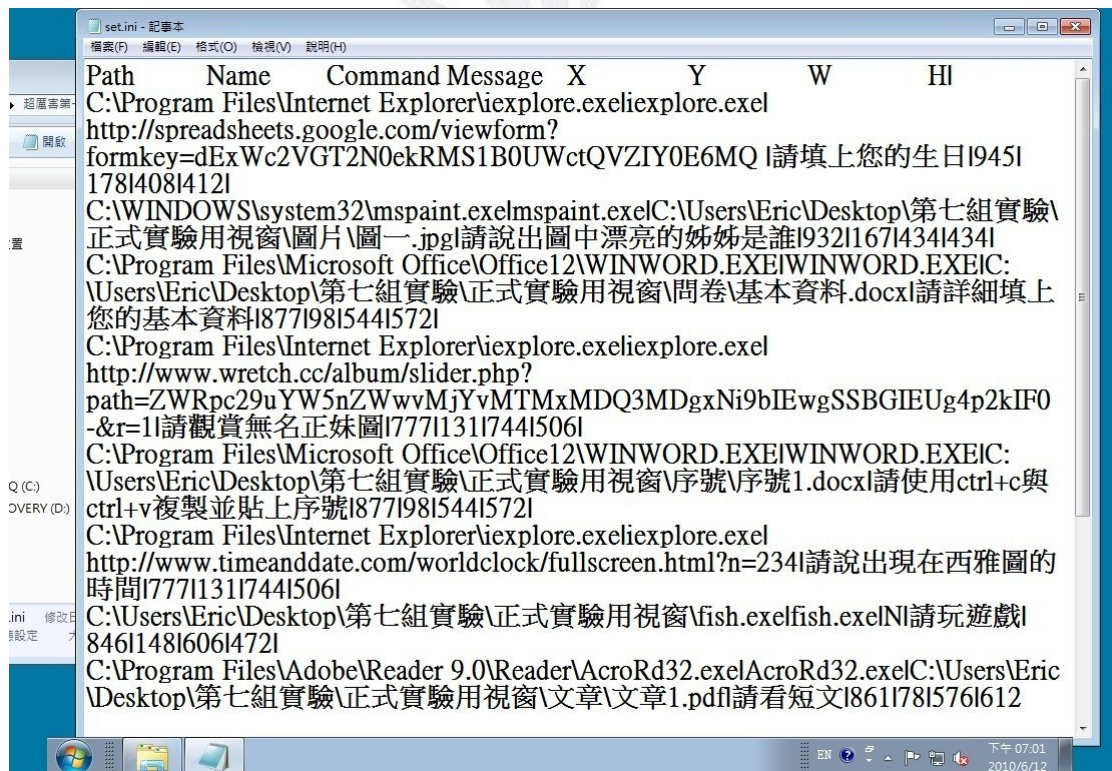 set.ini - 記事本
檔案(F) 編輯(E) 格式(O) 檢視(V) 說明(H)
Path Name Command Message X Y W H|
C:\Program Files\Internet Explorer\iexplore.exe|iexplore.exe|
http://spreadsheets.google.com/viewform?
formkey=dExWc2VGT2N0ekRMS1B0UWctQVZIY0E6MQ |請填上您的生日|945|
178|408|412|
C:\WINDOWS\system32\mspaint.exe|mspaint.exe|C:\Users\Eric\Desktop\第七組實驗\
正式實驗用視窗\圖片\圖一.jpg|請說出圖中漂亮的姊姊是誰|932|167|434|434|
C:\Program Files\Microsoft Office\Office12\WINWORD.EXE|WINWORD.EXE|C:
\Users\Eric\Desktop\第七組實驗\正式實驗用視窗\問卷\基本資料.docx|請詳細填上
您的基本資料|877|98|544|572|
C:\Program Files\Internet Explorer\iexplore.exe|iexplore.exe|
http://www.wretch.cc/album/slider.php?
path=ZWRpc29uYW5nZWwvMjYvMTMxMDQ3MDgxNi9bIEwgSSBGIEUg4p2kIF0
-&r=1|請觀賞無名正妹圖|777|131|744|506|
C:\Program Files\Microsoft Office\Office12\WINWORD.EXE|WINWORD.EXE|C:
\Users\Eric\Desktop\第七組實驗\正式實驗用視窗\序號\序號1.docx|請使用ctrl+c與
ctrl+v複製並貼上序號|877|98|544|572|
C:\Program Files\Internet Explorer\iexplore.exe|iexplore.exe|
http://www.timeanddate.com/worldclock/fullscreen.html?n=234|請說出現在西雅圖的
時間|777|131|744|506|
C:\Users\Eric\Desktop\第七組實驗\正式實驗用視窗\fish.exe|fish.exe|N|請玩遊戲|
846|148|606|472|
C:\Program Files\Adobe\Reader 9.0\Reader\AcroRd32.exe|AcroRd32.exe|C:\Users\Eric
\Desktop\第七組實驗\正式實驗用視窗\文章\文章1.pdf|請看短文|861|78|576|612
超厲害第
開啟
置
Q (C:)
OVERY (D:)
.ini 修改日
設定 大
EN
下午 07:01
2010/6/12